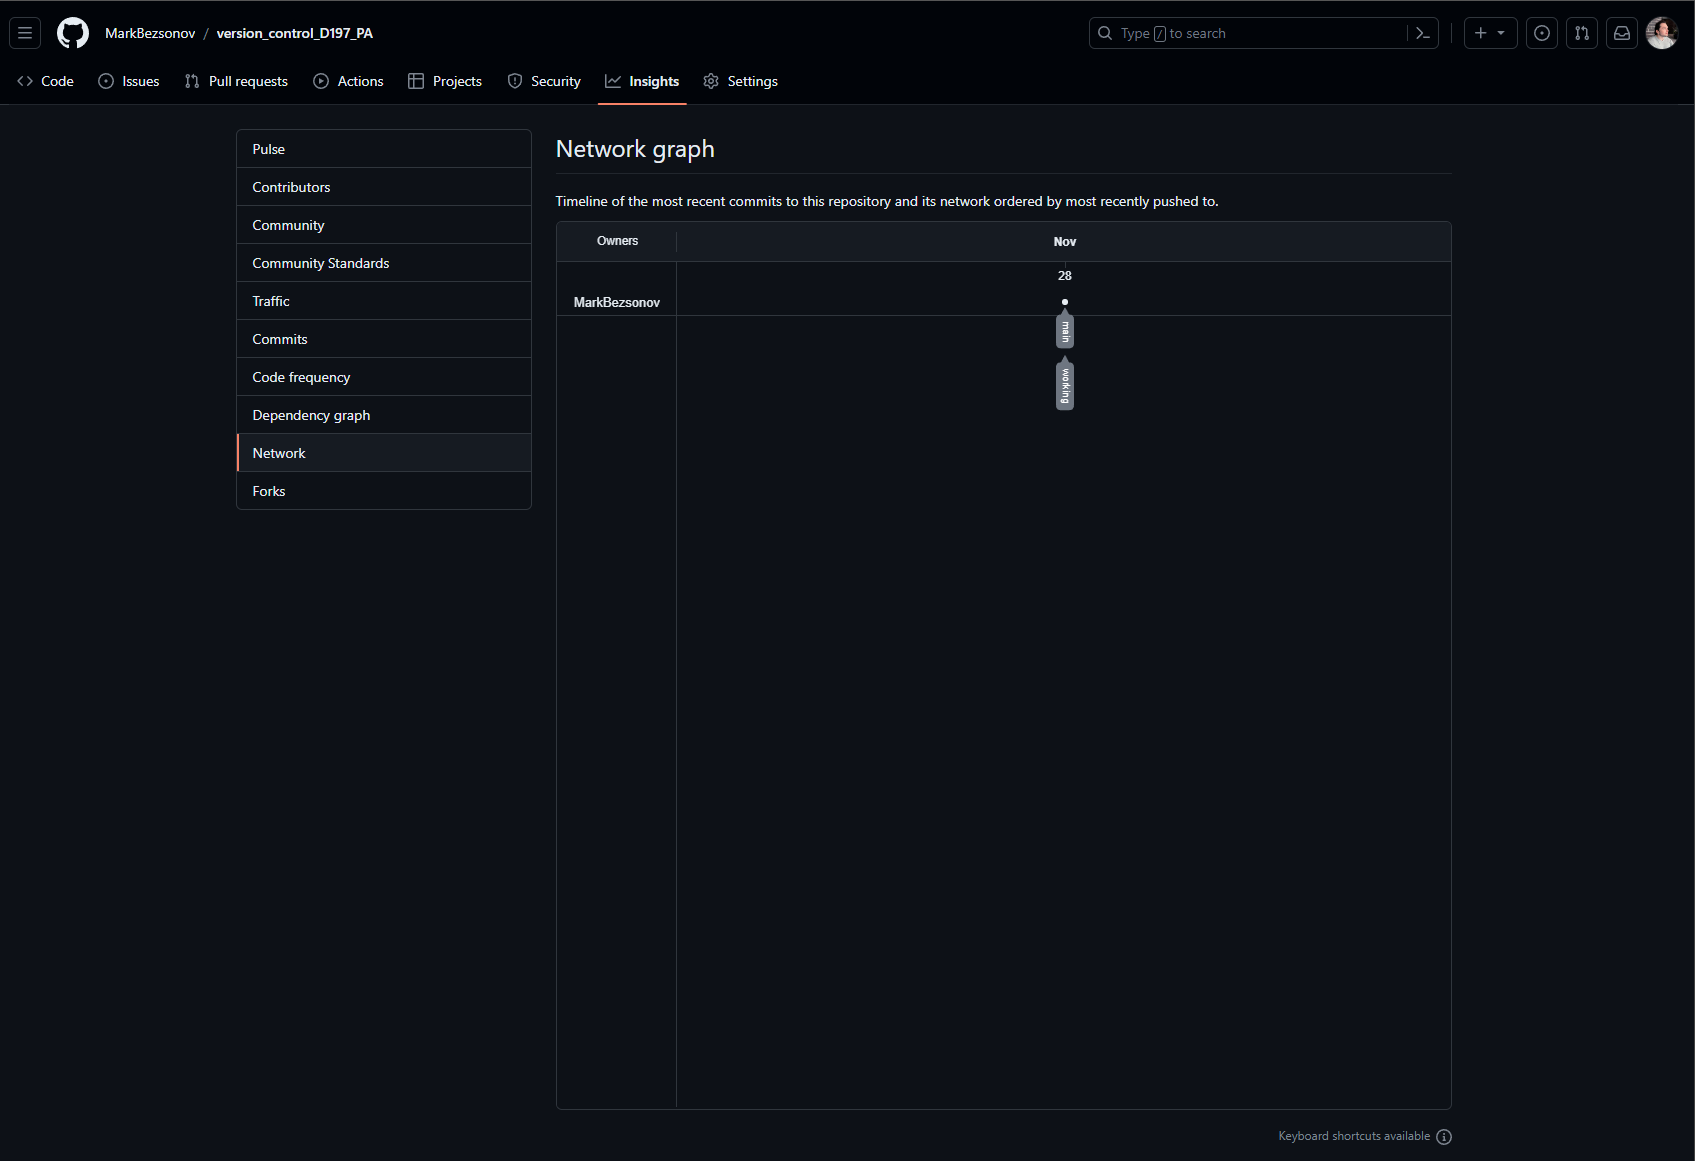 MarkBezsonov / version_control_D197_PA
Type / to search
Code Issues Pull requests Actions Projects Security Insights Settings
Pulse
Contributors
Community
Community Standards
Traffic
Commits
Code frequency
Dependency graph
Network
Forks
Network graph
Timeline of the most recent commits to this repository and its network ordered by most recently pushed to.
Owners
Nov
28
MarkBezsonov
main
working
Keyboard shortcuts available